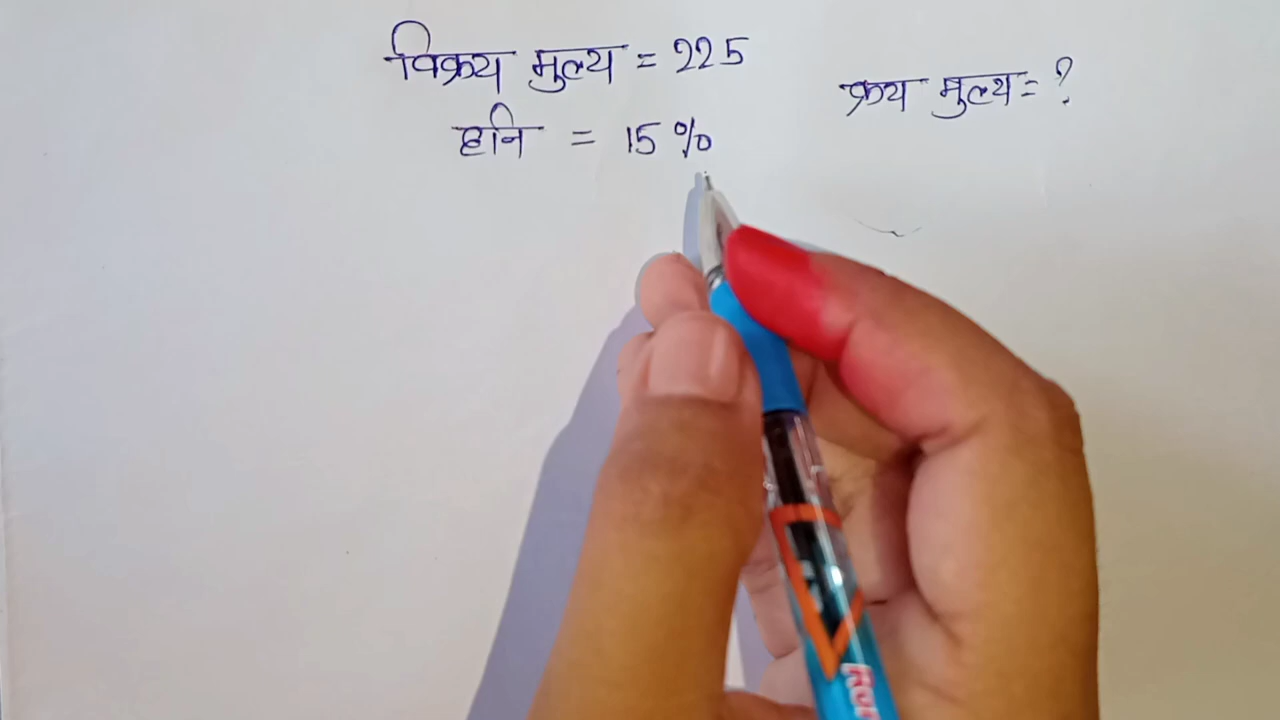 विक्रय मुल्य = 225
हानि = 15 %
क्रय मुल्य = ?